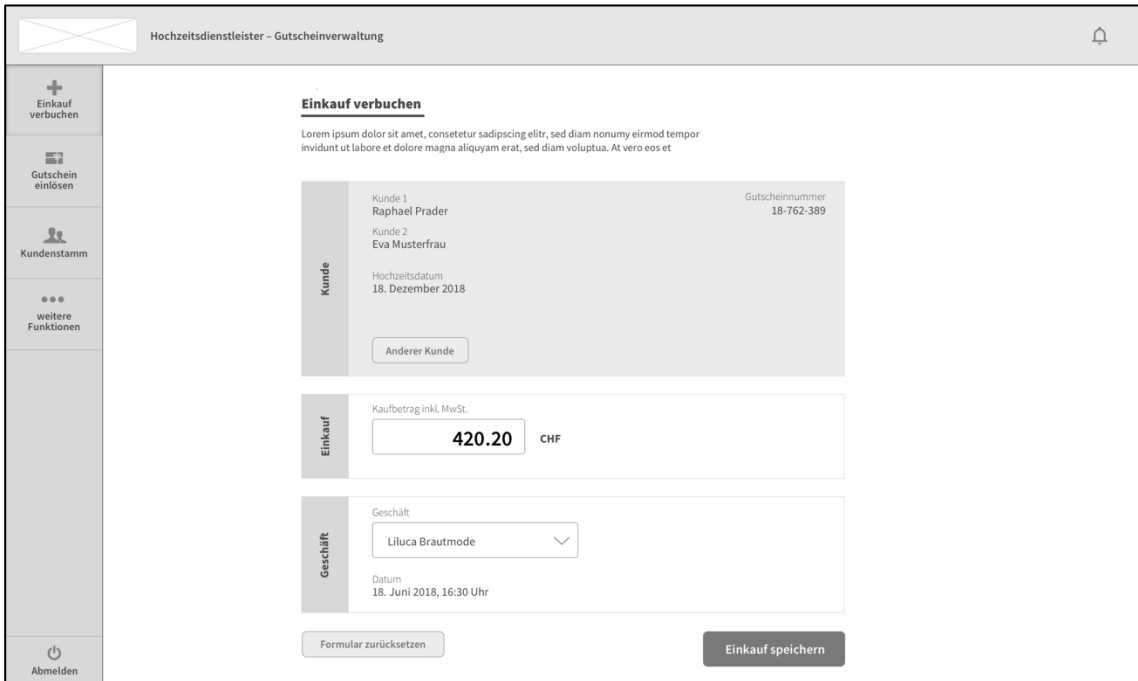 Hochzeitsdienstleister – Gutscheinverwaltung
Einkauf
verbuchen
Gutschein
einlösen
Kundenstamm
weitere
Funktionen
Abmelden
Einkauf verbuchen
Lorem ipsum dolor sit amet, consetetur sadipscing elitr, sed diam nonumy eirmod tempor
invidunt ut labore et dolore magna aliquyam erat, sed diam voluptua. At vero eos et
Kunde
Kunde 1
Raphael Prader
Kunde 2
Eva Musterfrau
Hochzeitsdatum
18. Dezember 2018
Gutscheinnummer
18-762-389
Anderer Kunde
Einkauf
Kaufbetrag inkl. MwSt.
420.20 CHF
Geschäft
Geschäft
Liluca Brautmode
Datum
18. Juni 2018, 16:30 Uhr
Formular zurücksetzen
Einkauf speichern